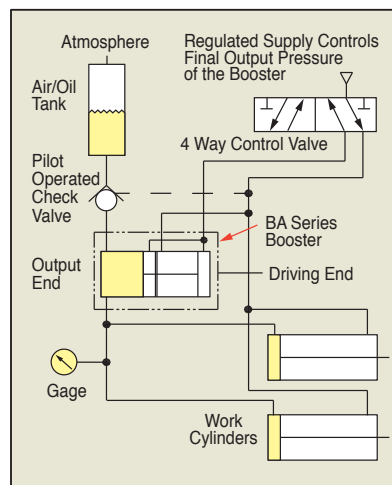 Atmosphere
Air/Oil
Tank
Regulated Supply Controls
Final Output Pressure
of the Booster
4 Way Control Valve
Pilot
Operated
Check
Valve
BA Series
Booster
Output
End
Driving End
Gage
Work
Cylinders